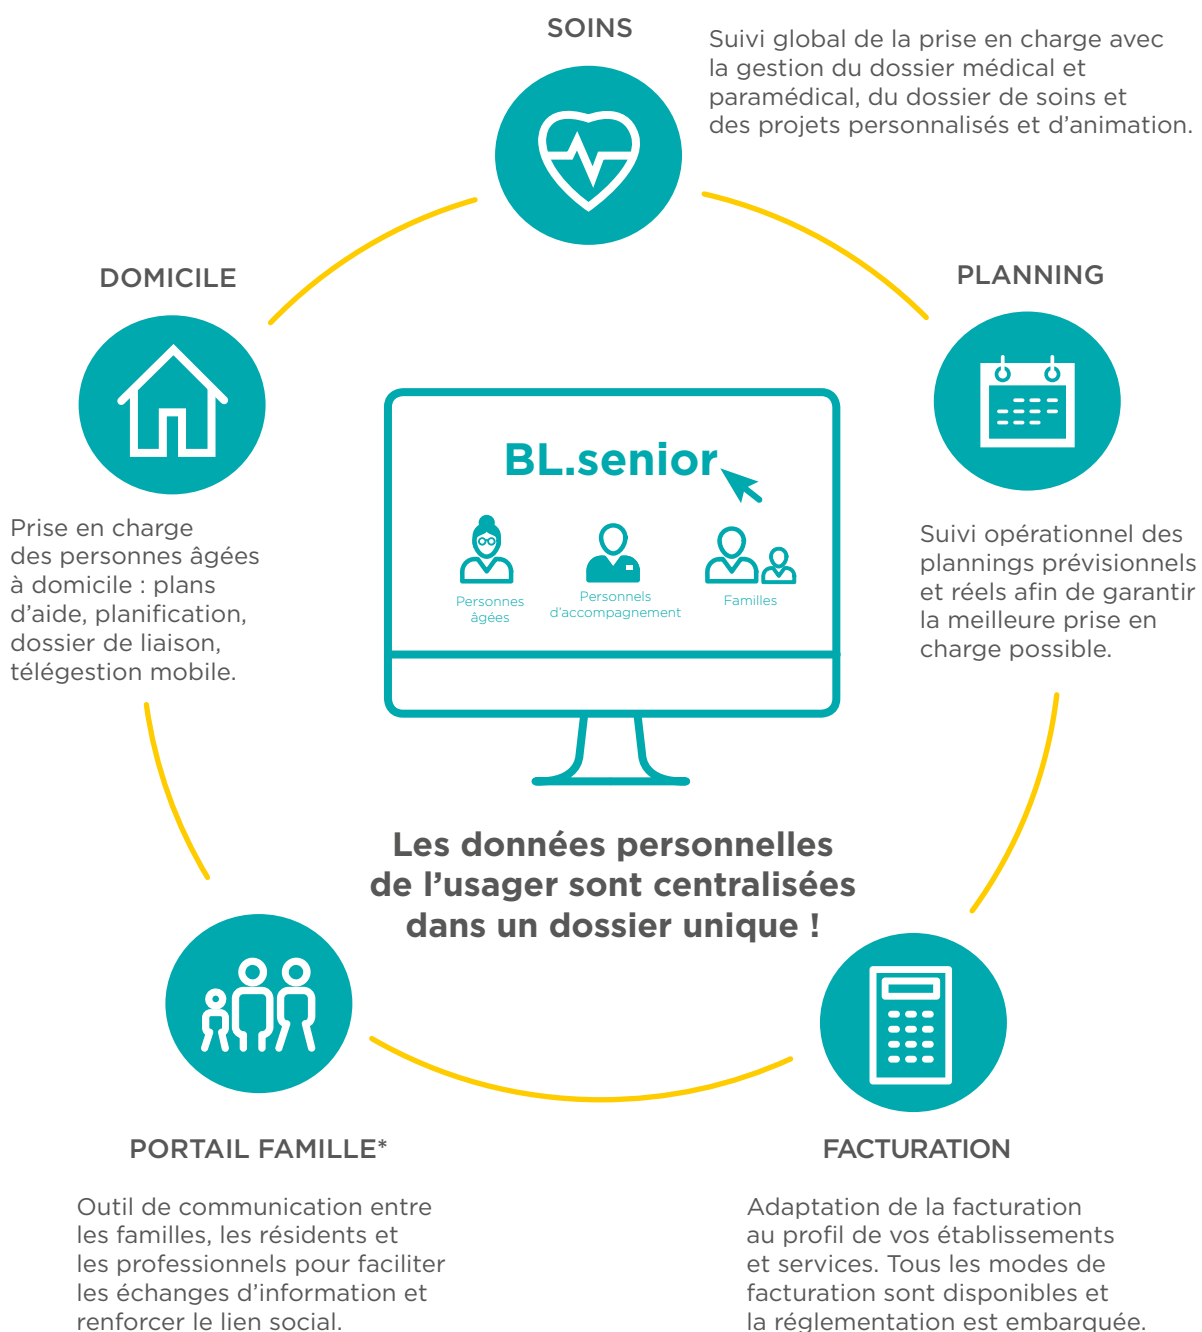 SOINS
Suivi global de la prise en charge avec
la gestion du dossier médical et
paramédical, du dossier de soins et
des projets personnalisés et d’animation.
DOMICILE
Prise en charge
des personnes âgées
à domicile : plans
d’aide, planification,
dossier de liaison,
télégestion mobile.
PLANNING
Suivi opérationnel des
plannings prévisionnels
et réels afin de garantir
la meilleure prise en
charge possible.
BL.senior
Personnes
âgées
Personnels
d’accompagnement
Familles
Les données personnelles
de l’usager sont centralisées
dans un dossier unique !
PORTAIL FAMILLE*
Outil de communication entre
les familles, les résidents et
les professionnels pour faciliter
les échanges d’information et
renforcer le lien social.
FACTURATION
Adaptation de la facturation
au profil de vos établissements
et services. Tous les modes de
facturation sont disponibles et
la réglementation est embarquée.